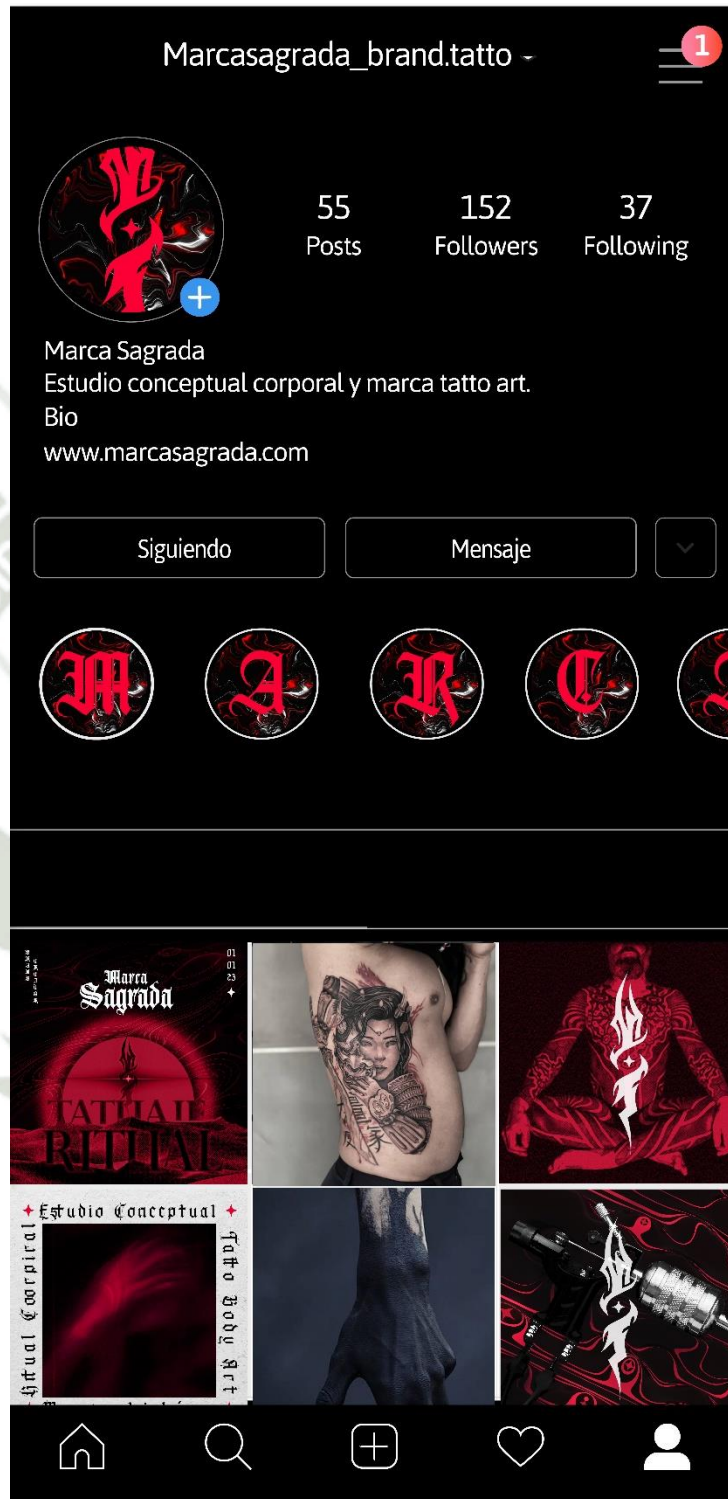 Marcasagrada_brand.tatto
1
55 152 37
Posts Followers Following
Marca Sagrada
Estudio conceptual corporal y marca tatto art.
Bio
www.marcasagrada.com
Siguiendo Mensaje
M A R C
Marca
Sagrada
01
01
23
TATUAJE
RITUAL
Estudio Conceptual
Tatto Body Art